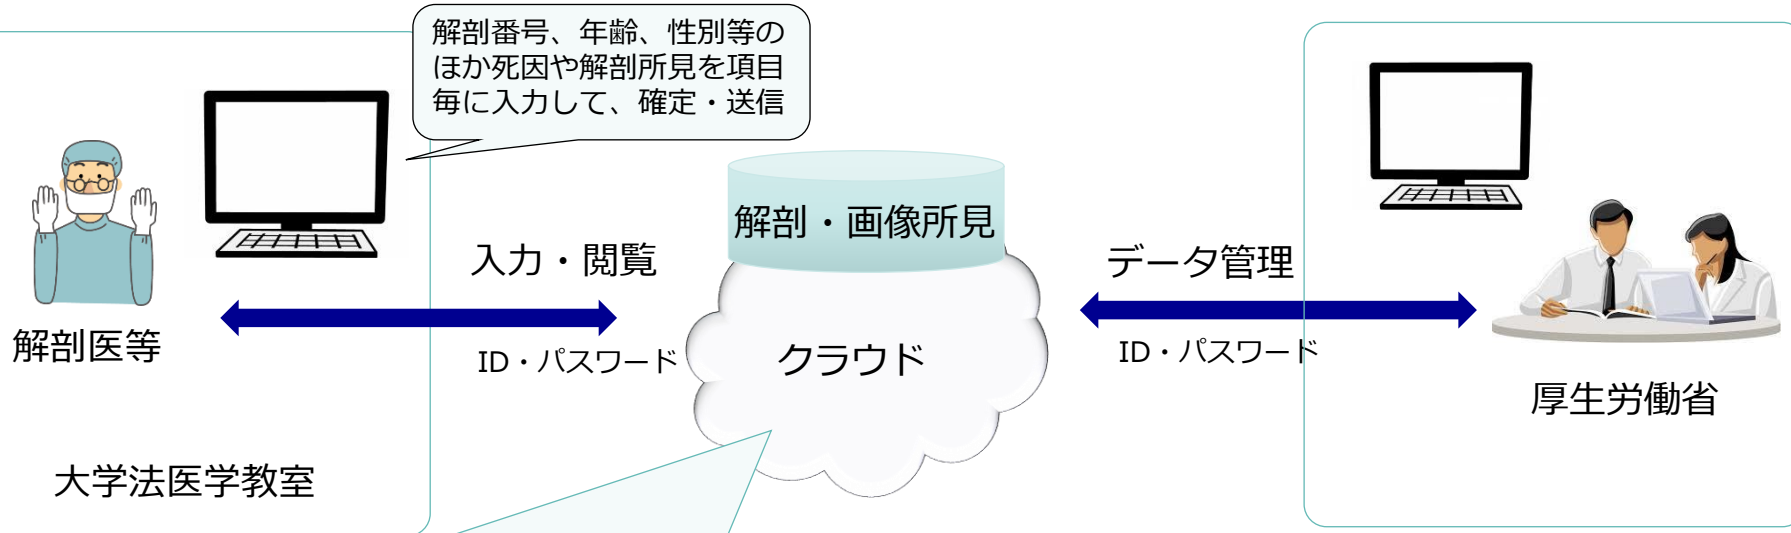 解剖番号、年齢、性別等の
ほか死因や解剖所見を項目
毎に入力して、確定・送信
解剖・画像所見
入力・閲覧
データ管理
解剖医等
ID・パスワード
クラウド
ID・パスワード
厚生労働省
大学法医学教室